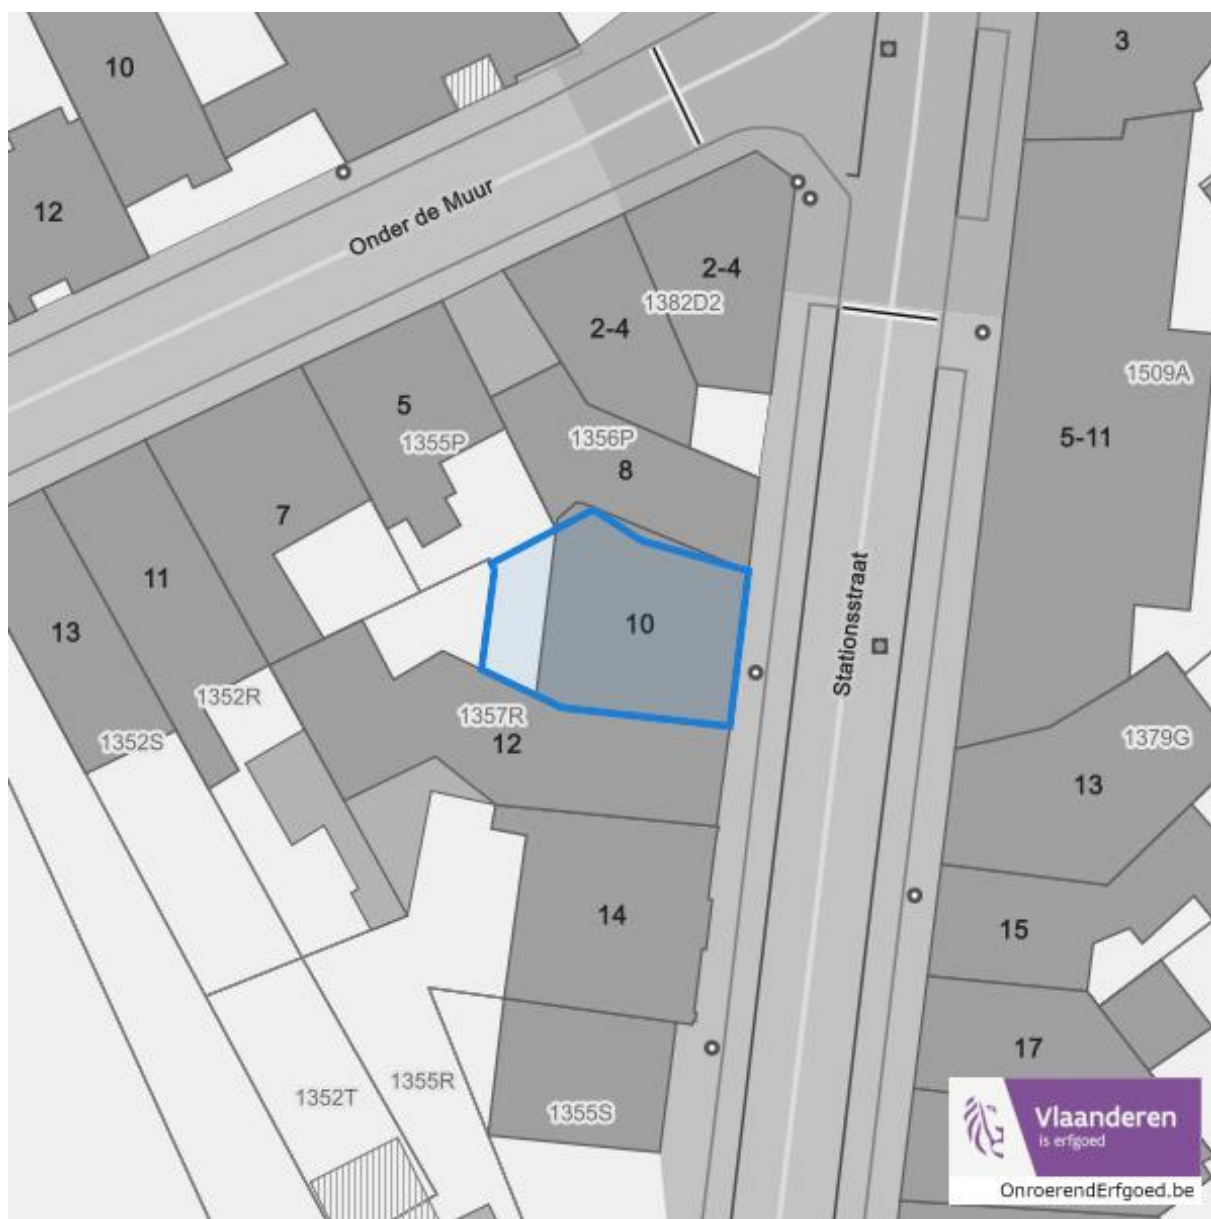 3
10
12
Onder de Muur
2-4
1382D2
2-4
1509A
5
1355P
1356P
5-11
8
7
11
10
Stationsstraat
13
1352R
1357R
1352S
12
1379G
13
14
15
17
1355R
1352T
1355S
Vlaanderen
is erfgoed
OnroerendErfgoed.be